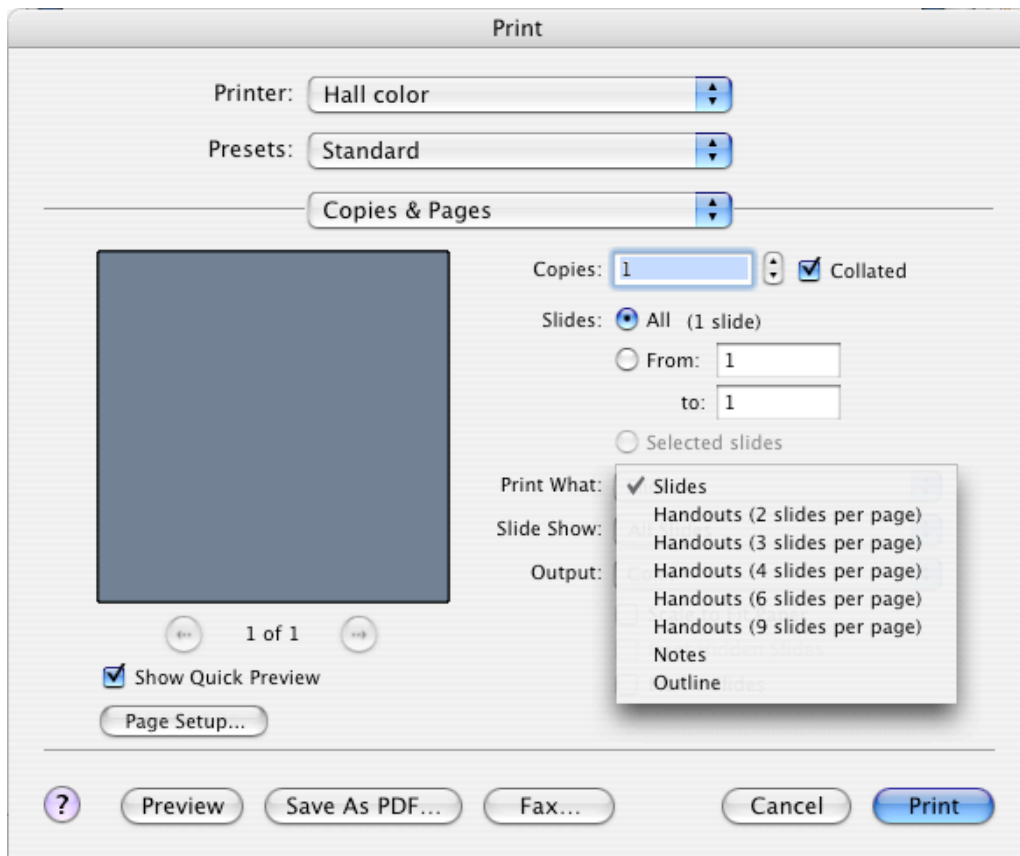 Print
Printer: Hall color
Presets: Standard
Copies & Pages
Copies: 1 Collated
Slides: All (1 slide)
From: 1
to: 1
Selected slides
Print What: Slides
Handouts (2 slides per page)
Slide Show:
Handouts (3 slides per page)
Output: Handouts (4 slides per page)
Handouts (6 slides per page)
Handouts (9 slides per page)
Notes
Outline
1 of 1
Show Quick Preview
Page Setup...
? Preview Save As PDF... Fax... Cancel Print